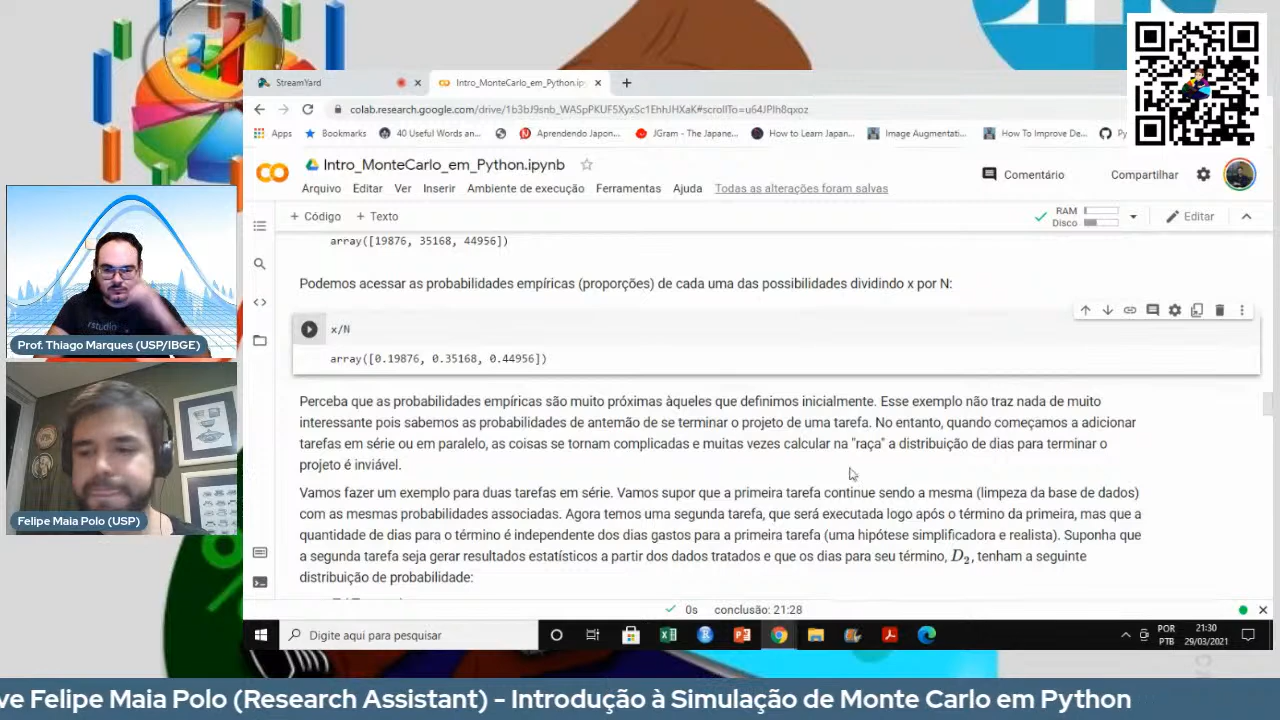 StreamYard
Intro_MonteCarlo_em_Python.ip
colab.research.google.com/drive/1b3bJ9snb_WASpPKUFSXyxSc1EhhJHXaK#scrollTo=u64JPlh8qxoz
Apps
Bookmarks
40 Useful Words an...
Aprendendo Japon...
JGram - The Japane...
How to Learn Japan...
Image Augmentati...
How To Improve De...
Intro_MonteCarlo_em_Python.ipynb
Comentário
Compartilhar
Arquivo Editar Ver Inserir Ambiente de execução Ferramentas Ajuda Todas as alterações foram salvas
+ Código + Texto
RAM
Disco
Editar
array([19876, 35168, 44956])
Podemos acessar as probabilidades empíricas (proporções) de cada uma das possibilidades dividindo x por N:
x/N
array([0.19876, 0.35168, 0.44956])
Perceba que as probabilidades empíricas são muito próximas àqueles que definimos inicialmente. Esse exemplo não traz nada de muito
interessante pois sabemos as probabilidades de antemão de se terminar o projeto de uma tarefa. No entanto, quando começamos a adicionar
tarefas em série ou em paralelo, as coisas se tornam complicadas e muitas vezes calcular na "raça" a distribuição de dias para terminar o
projeto é inviável.
Vamos fazer um exemplo para duas tarefas em série. Vamos supor que a primeira tarefa continue sendo a mesma (limpeza da base de dados)
com as mesmas probabilidades associadas. Agora temos uma segunda tarefa, que será executada logo após o término da primeira, mas que a
quantidade de dias para o término é independente dos dias gastos para a primeira tarefa (uma hipótese simplificadora e realista). Suponha que
a segunda tarefa seja gerar resultados estatísticos a partir dos dados tratados e que os dias para seu término, D₂, tenham a seguinte
distribuição de probabilidade:
0s conclusão: 21:28
Digite aqui para pesquisar
POR
PTB
21:30
29/03/2021
rstudio
Prof. Thiago Marques (USP/IBGE)
Felipe Maia Polo (USP)
ve Felipe Maia Polo (Research Assistant) - Introdução à Simulação de Monte Carlo em Python